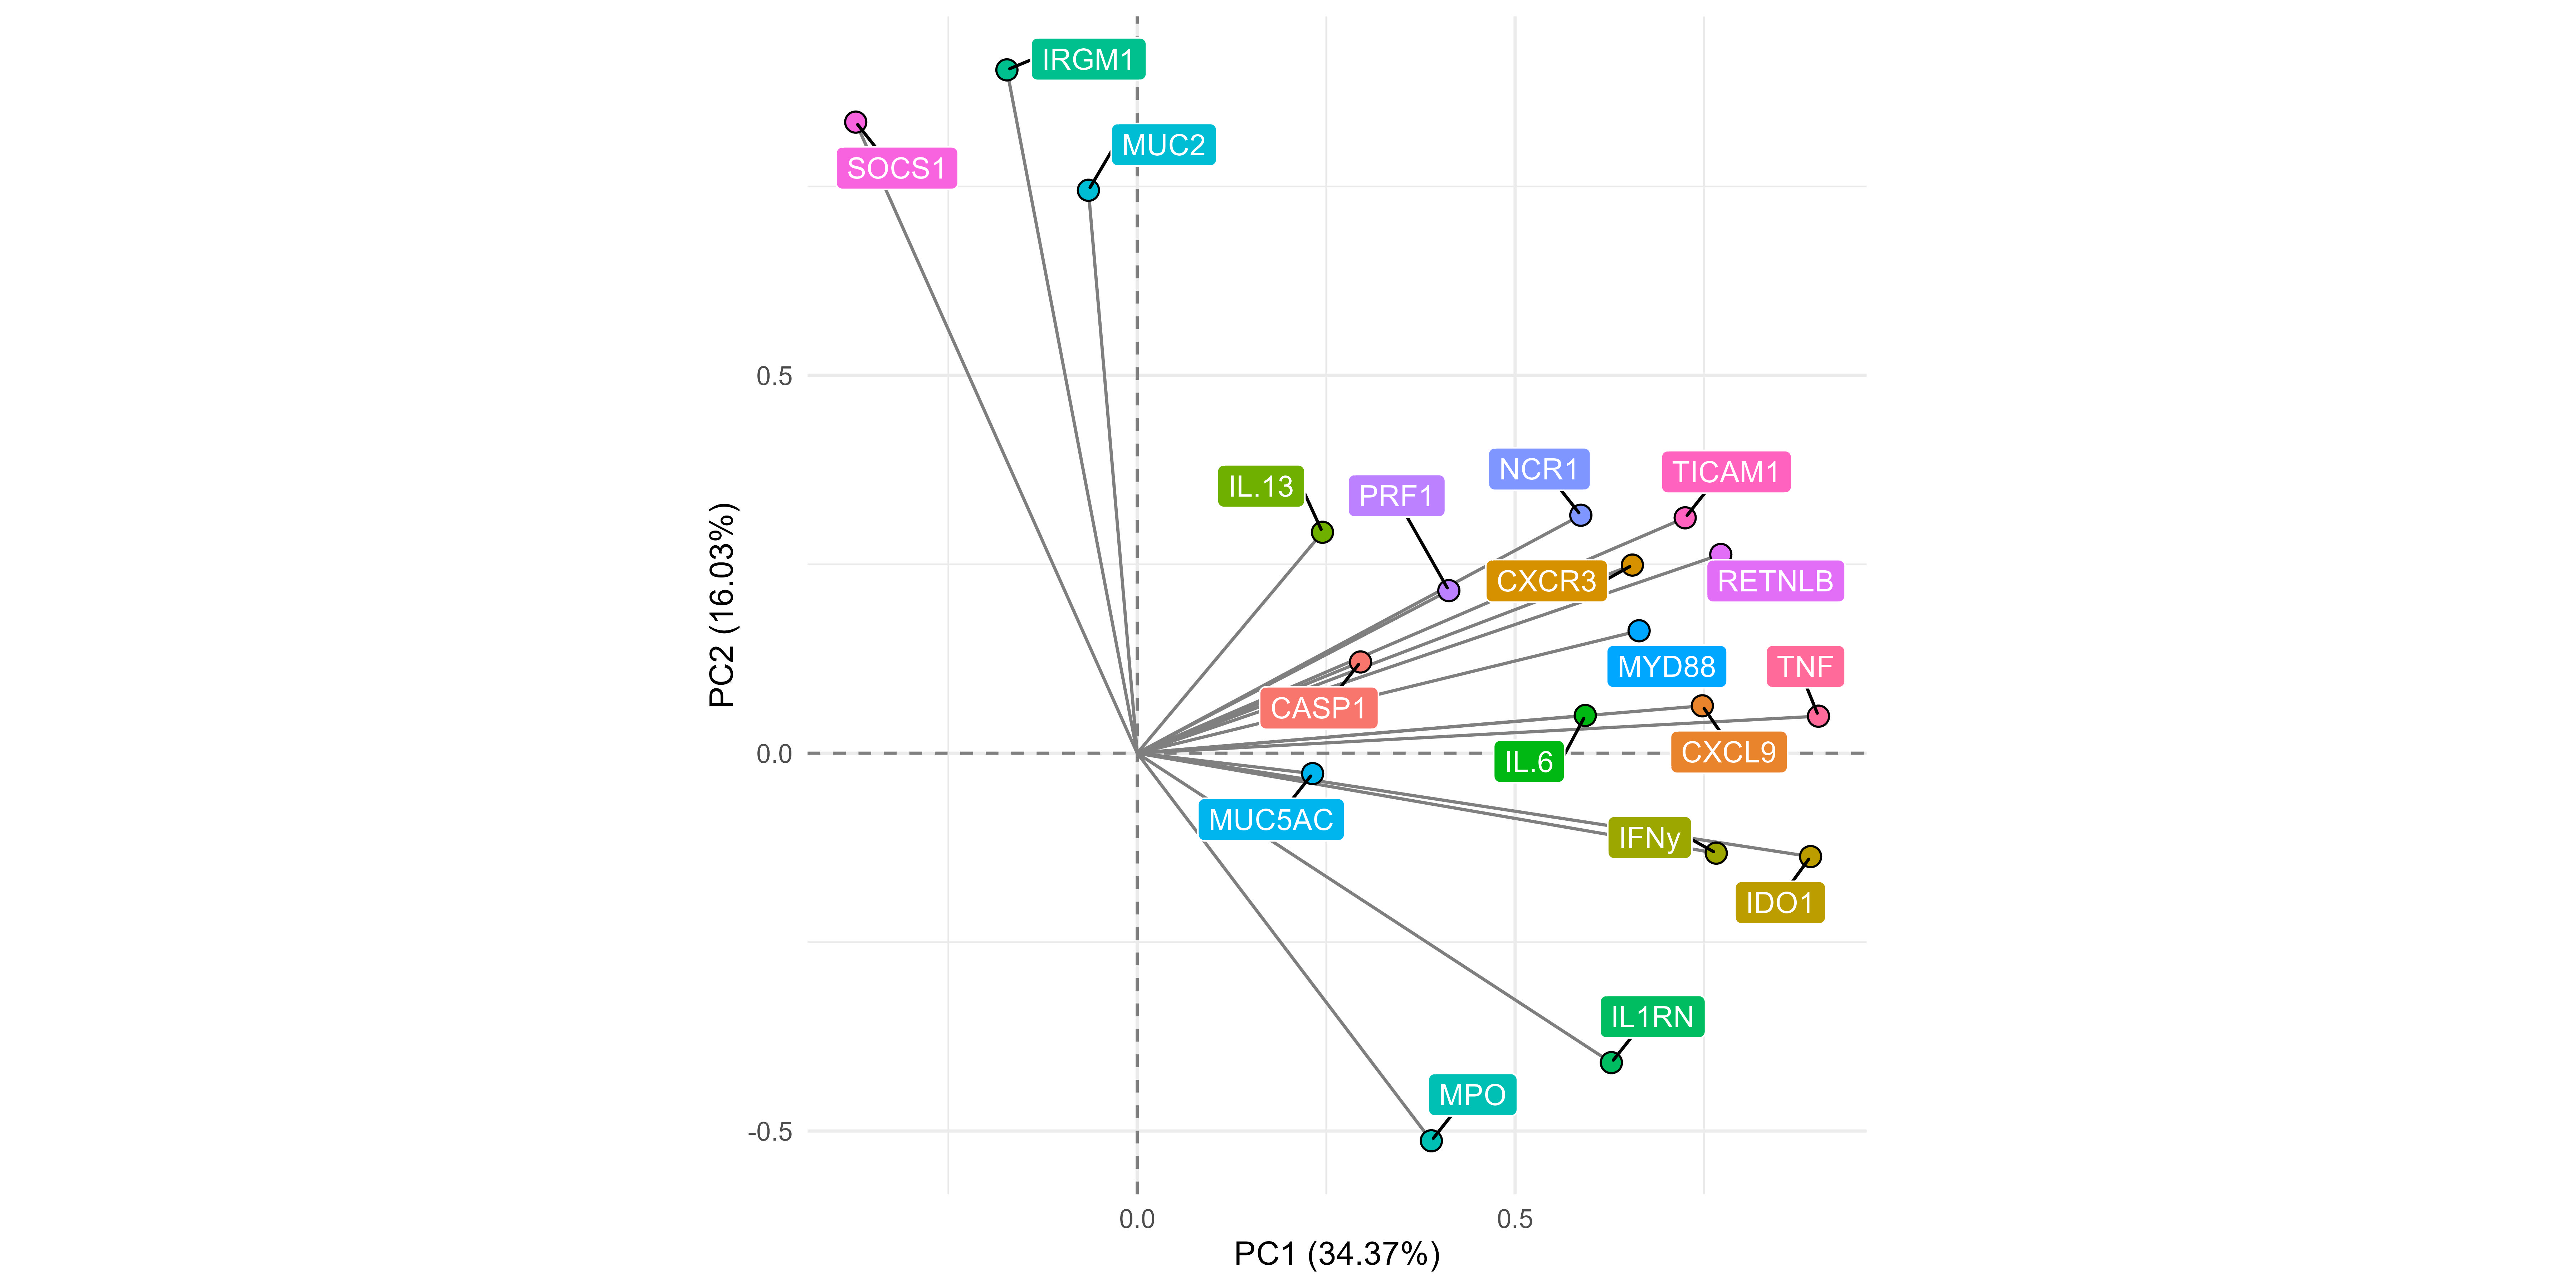 IRGM1
MUC2
SOCS1
0.5
NCR1
TICAM1
IL.13
PRF1
CXCR3
RETNLB
PC2 (16.03%)
MYD88
TNF
CASP1
0.0
CXCL9
IL.6
MUC5AC
IFNy
IDO1
IL1RN
MPO
-0.5
0.0
0.5
PC1 (34.37%)